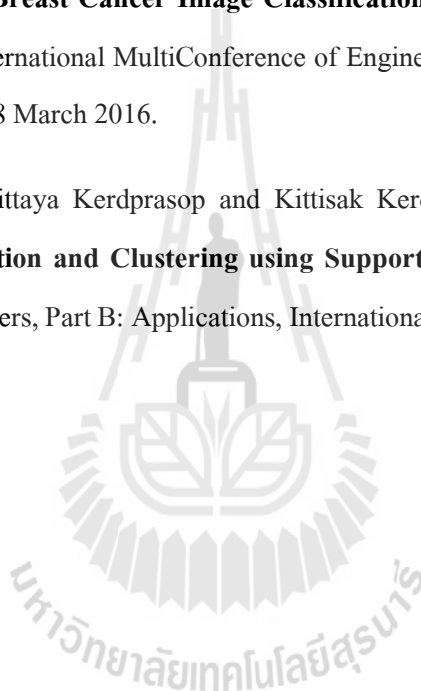 Breast Cancer Image Classification
ernational MultiConference of Engine
8 March 2016.
ittaya Kerdprasop and Kittisak Ker
tion and Clustering using Support
ers, Part B: Applications, Internationa
มหาวิทยาลัยเทคโนโลยีสุรนารี